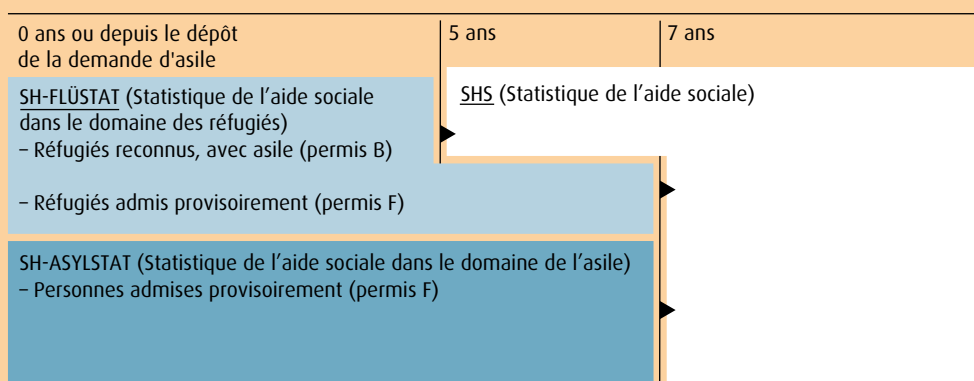 0 ans ou depuis le dépôt
de la demande d'asile
5 ans
7 ans
SH-FLÜSTAT (Statistique de l’aide sociale
dans le domaine des réfugiés)
– Réfugiés reconnus, avec asile (permis B)
– Réfugiés admis provisoirement (permis F)
SHS (Statistique de l’aide sociale)
SH-ASYLSTAT (Statistique de l’aide sociale dans le domaine de l’asile)
– Personnes admises provisoirement (permis F)